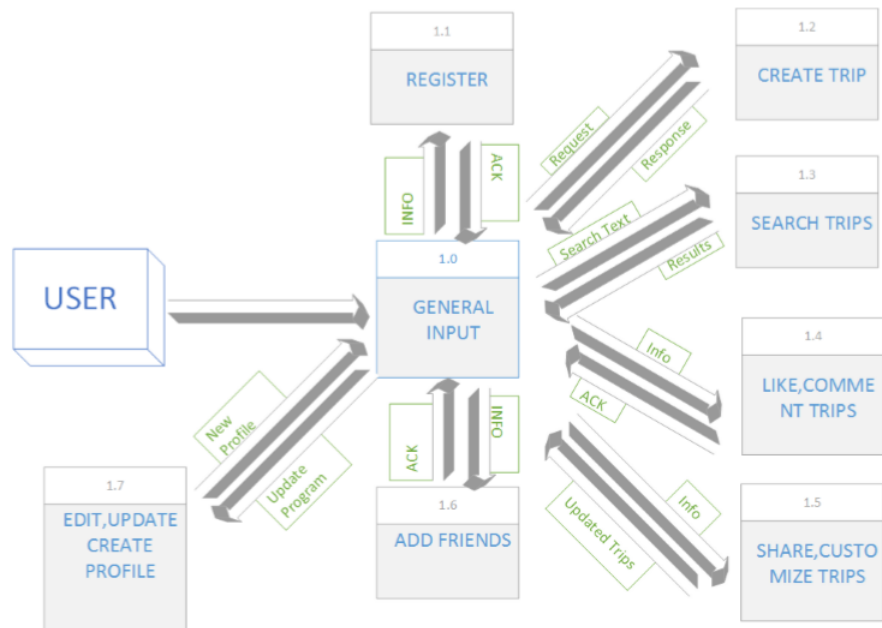 1.1
REGISTER
1.2
CREATE TRIP
Request
Response
INFO
ACK
1.3
SEARCH TRIPS
Search Text
Results
USER
1.0
GENERAL
INPUT
1.4
LIKE,COMME
NT TRIPS
Info
ACK
New
Profile
Update
Program
ACK
INFO
Info
Updated Trips
1.7
EDIT,UPDATE
CREATE
PROFILE
1.6
ADD FRIENDS
1.5
SHARE,CUSTO
MIZE TRIPS